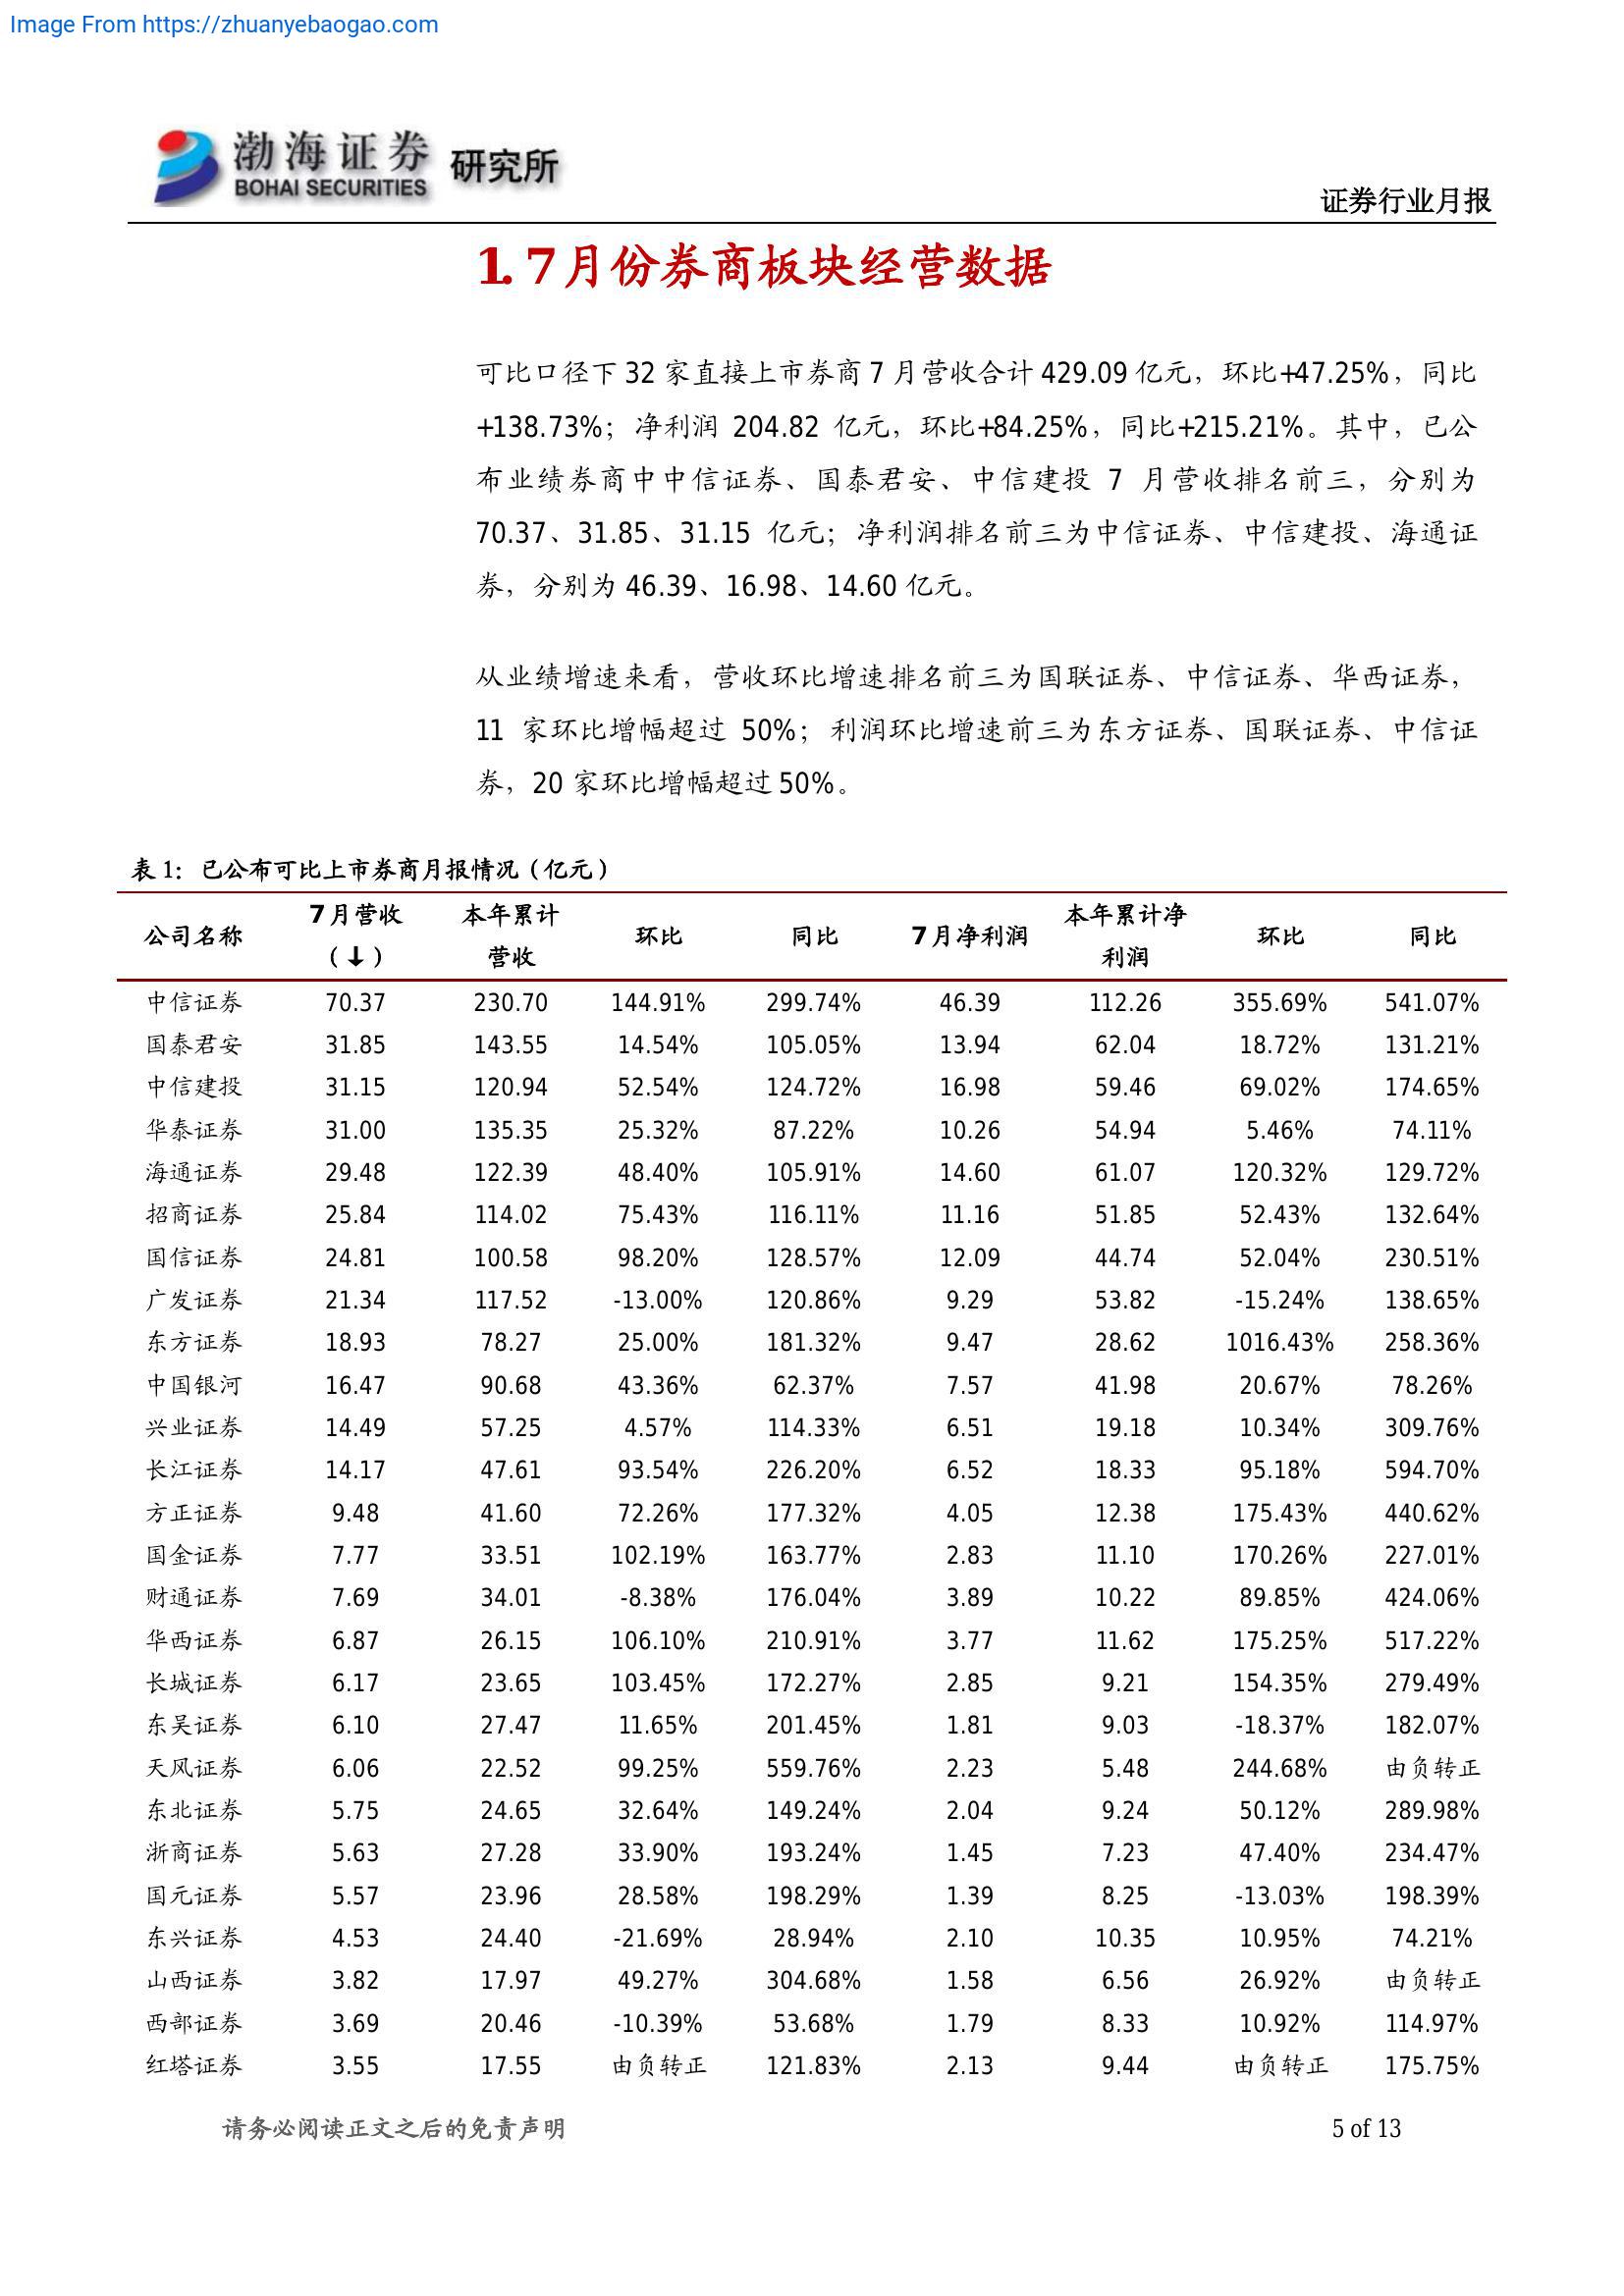 Image From https://zhuanyebaogao.com
渤海证券 研究所
BOHAI SECURITIES
证券行业月报
1. 7月份券商板块经营数据
可比口径下 32 家直接上市券商 7 月营收合计 429.09 亿元，环比+47.25%，同比
+138.73%；净利润 204.82 亿元，环比+84.25%，同比+215.21%。其中，已公
布业绩券商中中信证券、国泰君安、中信建投 7 月营收排名前三，分别为
70.37、31.85、31.15 亿元；净利润排名前三为中信证券、中信建投、海通证
券，分别为 46.39、16.98、14.60 亿元。
从业绩增速来看，营收环比增速排名前三为国联证券、中信证券、华西证券，
11 家环比增幅超过 50%；利润环比增速前三为东方证券、国联证券、中信证
券，20 家环比增幅超过 50%。
表 1：已公布可比上市券商月报情况（亿元）
公司名称 7月营收（↓） 本年累计营收 环比 同比 7月净利润 本年累计净利润 环比 同比
中信证券 70.37 230.70 144.91% 299.74% 46.39 112.26 355.69% 541.07%
国泰君安 31.85 143.55 14.54% 105.05% 13.94 62.04 18.72% 131.21%
中信建投 31.15 120.94 52.54% 124.72% 16.98 59.46 69.02% 174.65%
华泰证券 31.00 135.35 25.32% 87.22% 10.26 54.94 5.46% 74.11%
海通证券 29.48 122.39 48.40% 105.91% 14.60 61.07 120.32% 129.72%
招商证券 25.84 114.02 75.43% 116.11% 11.16 51.85 52.43% 132.64%
国信证券 24.81 100.58 98.20% 128.57% 12.09 44.74 52.04% 230.51%
广发证券 21.34 117.52 -13.00% 120.86% 9.29 53.82 -15.24% 138.65%
东方证券 18.93 78.27 25.00% 181.32% 9.47 28.62 1016.43% 258.36%
中国银河 16.47 90.68 43.36% 62.37% 7.57 41.98 20.67% 78.26%
兴业证券 14.49 57.25 4.57% 114.33% 6.51 19.18 10.34% 309.76%
长江证券 14.17 47.61 93.54% 226.20% 6.52 18.33 95.18% 594.70%
方正证券 9.48 41.60 72.26% 177.32% 4.05 12.38 175.43% 440.62%
国金证券 7.77 33.51 102.19% 163.77% 2.83 11.10 170.26% 227.01%
财通证券 7.69 34.01 -8.38% 176.04% 3.89 10.22 89.85% 424.06%
华西证券 6.87 26.15 106.10% 210.91% 3.77 11.62 175.25% 517.22%
长城证券 6.17 23.65 103.45% 172.27% 2.85 9.21 154.35% 279.49%
东吴证券 6.10 27.47 11.65% 201.45% 1.81 9.03 -18.37% 182.07%
天风证券 6.06 22.52 99.25% 559.76% 2.23 5.48 244.68% 由负转正
东北证券 5.75 24.65 32.64% 149.24% 2.04 9.24 50.12% 289.98%
浙商证券 5.63 27.28 33.90% 193.24% 1.45 7.23 47.40% 234.47%
国元证券 5.57 23.96 28.58% 198.29% 1.39 8.25 -13.03% 198.39%
东兴证券 4.53 24.40 -21.69% 28.94% 2.10 10.35 10.95% 74.21%
山西证券 3.82 17.97 49.27% 304.68% 1.58 6.56 26.92% 由负转正
西部证券 3.69 20.46 -10.39% 53.68% 1.79 8.33 10.92% 114.97%
红塔证券 3.55 17.55 由负转正 121.83% 2.13 9.44 由负转正 175.75%
请务必阅读正文之后的免责声明
5 of 13